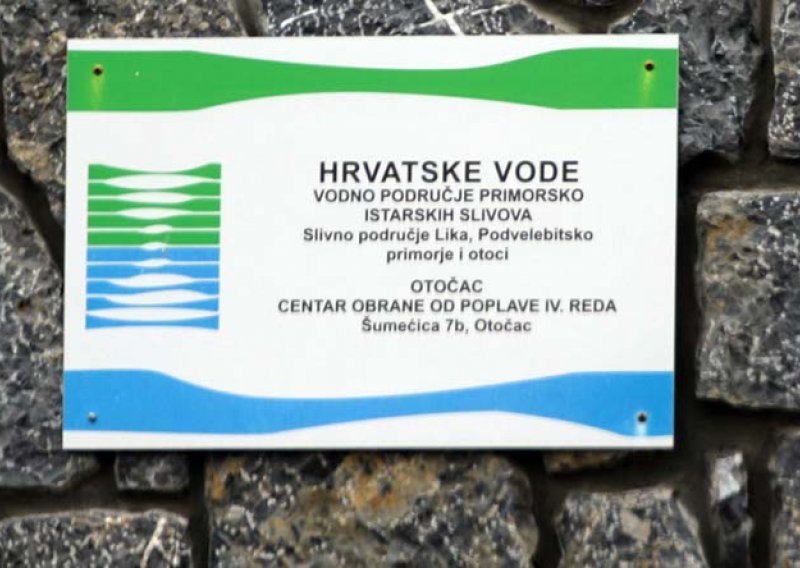 HRVATSKE VODE
VODNO PODRUČJE PRIMORSKO
ISTARSKIH SLIVOVA
Slivno područje Lika, Podvelebitsko
primorje i otoci
OTOČAC
CENTAR OBRANE OD POPLAVE IV. REDA
Šumećica 7b, Otočac